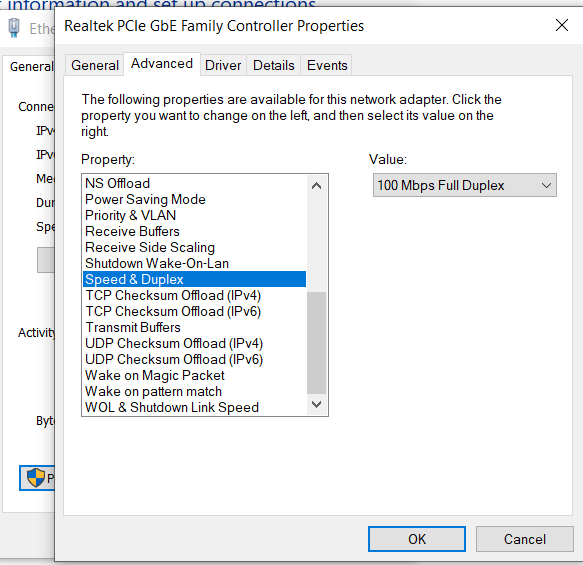 t information and set up connections
Ethe
Realtek PCIe GbE Family Controller Properties
General
General
Advanced
Driver
Details
Events
The following properties are available for this network adapter. Click the
property you want to change on the left, and then select its value on the
right.
Property:
Value:
NS Offload
Power Saving Mode
Priority & VLAN
Receive Buffers
Receive Side Scaling
Shutdown Wake-On-Lan
Speed & Duplex
TCP Checksum Offload (IPv4)
TCP Checksum Offload (IPv6)
Transmit Buffers
UDP Checksum Offload (IPv4)
UDP Checksum Offload (IPv6)
Wake on Magic Packet
Wake on pattern match
WOL & Shutdown Link Speed
100 Mbps Full Duplex
Conne
IPv
IPv
Me
Dur
Spe
Activity
Byt
P
OK
Cancel